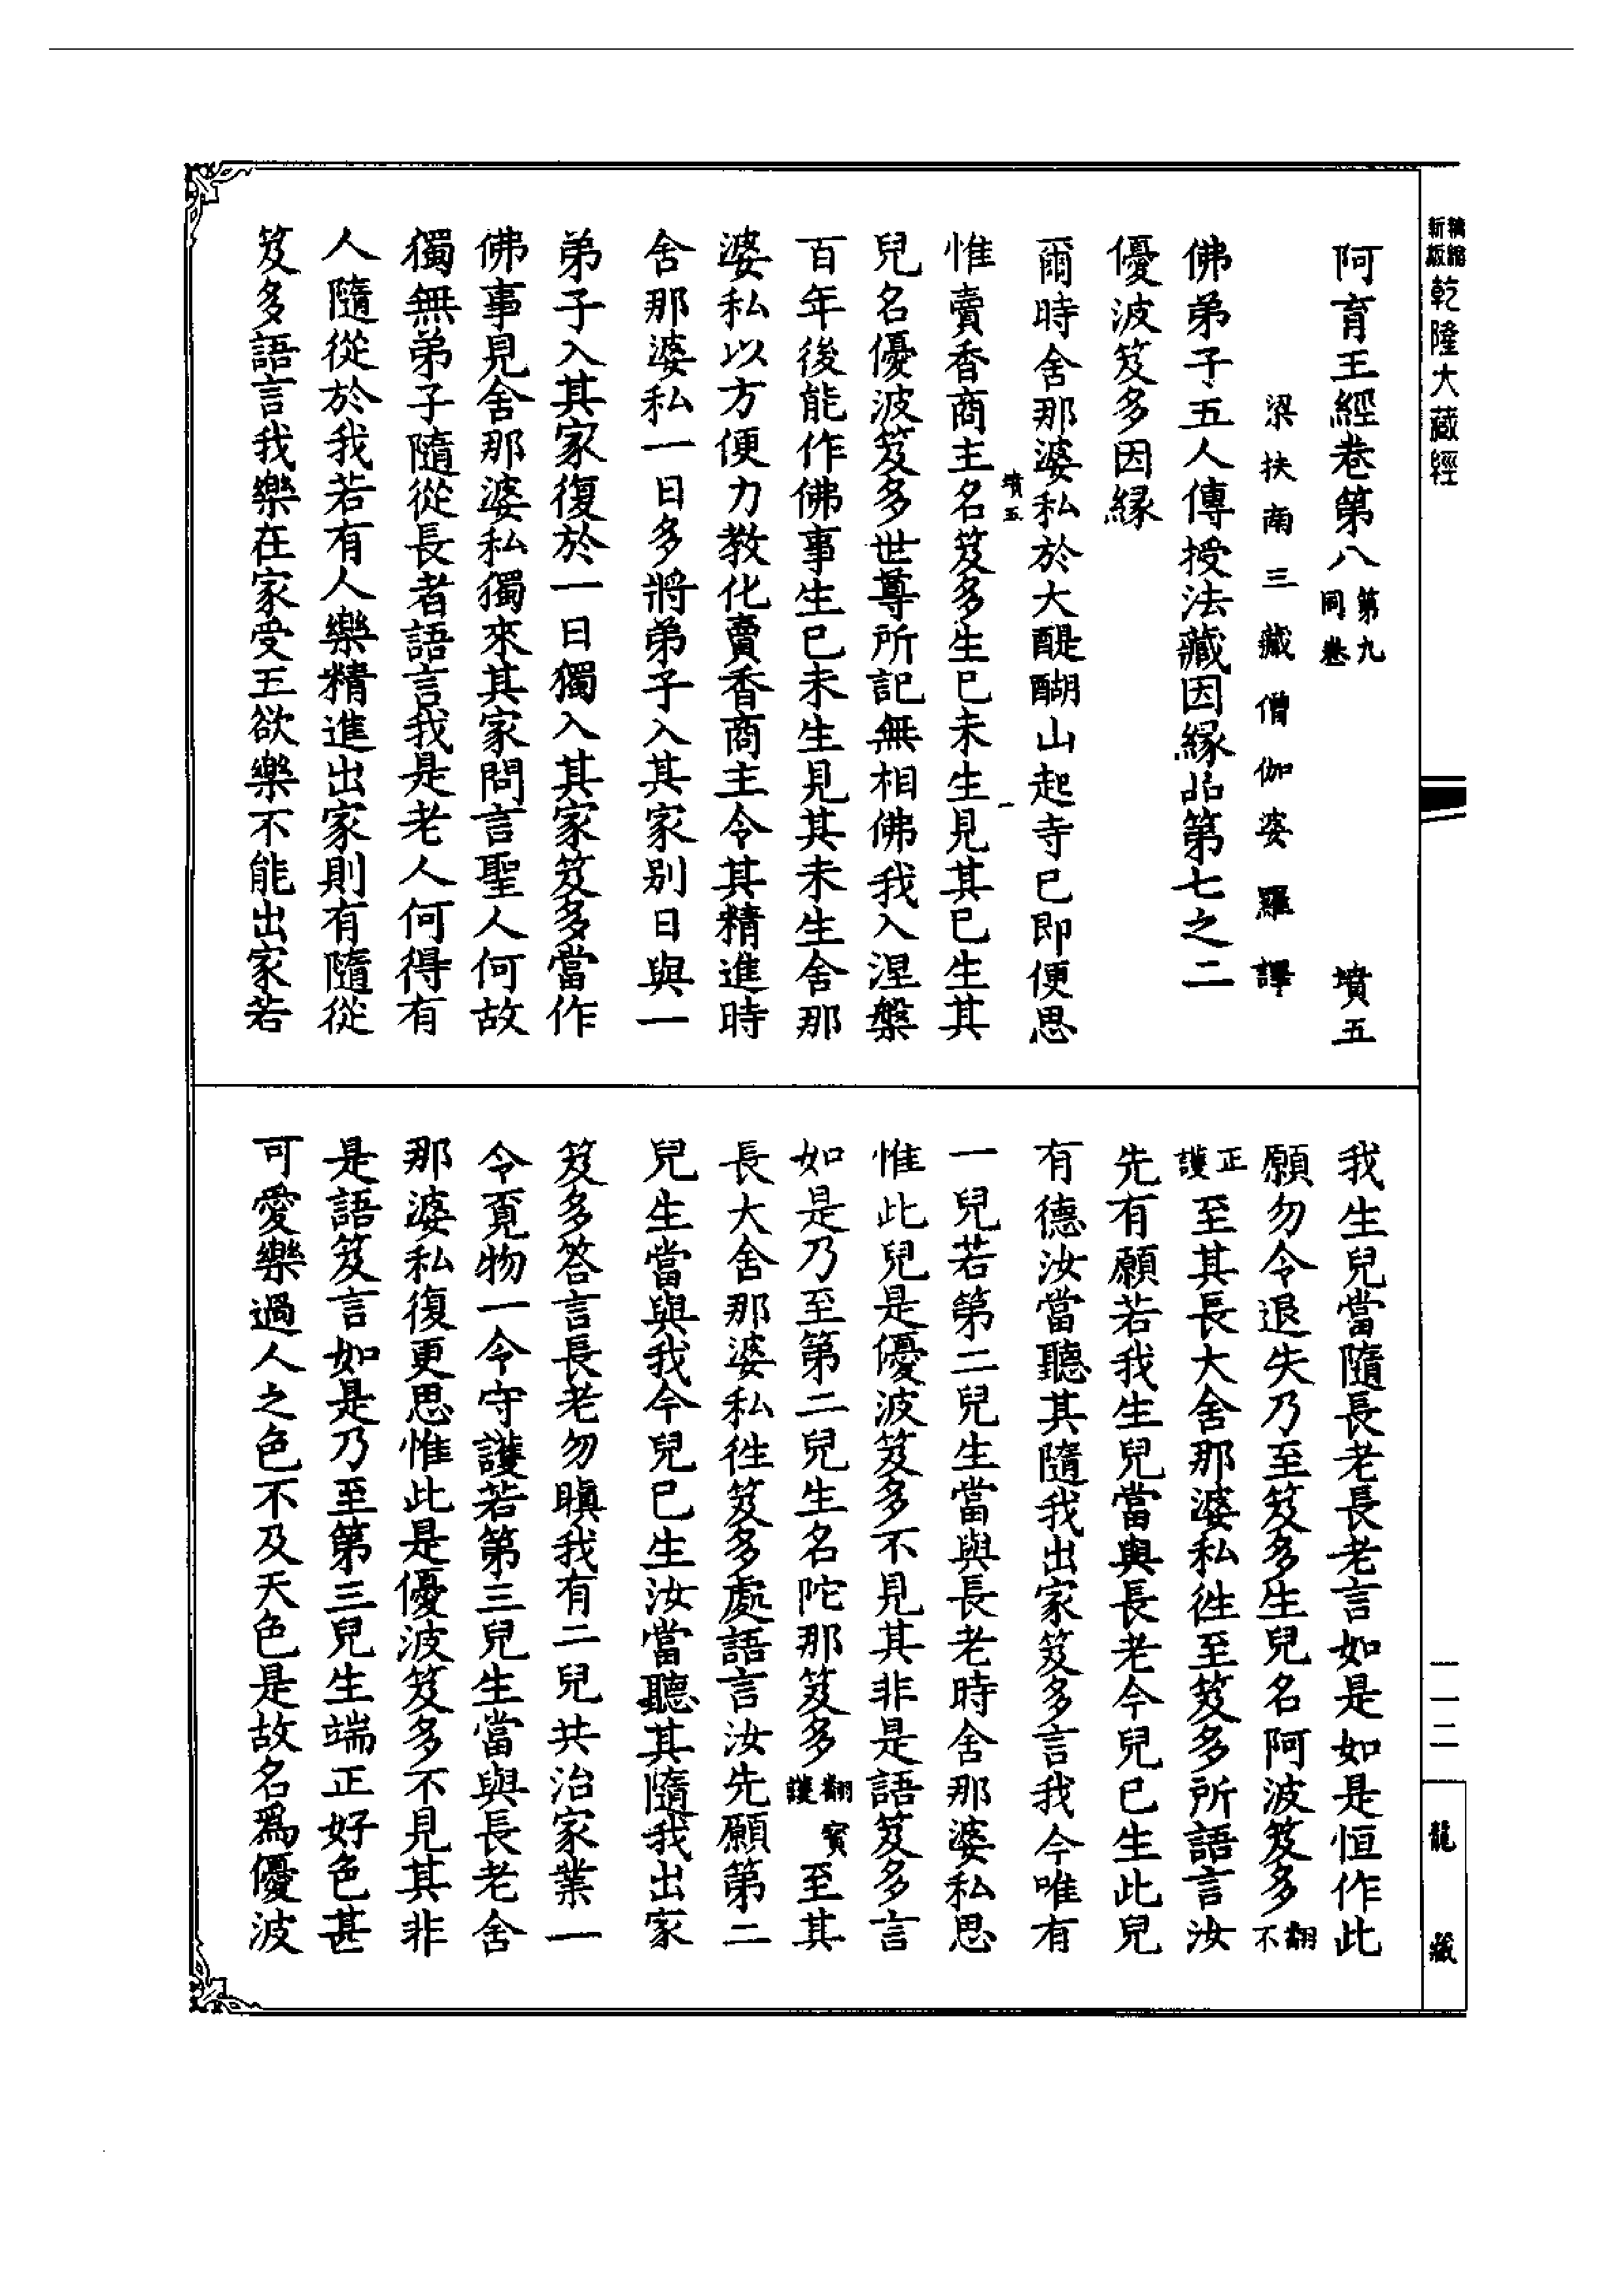 精縮新版乾隆大藏經
阿育王經卷第八第九同卷 墳五
梁扶南三藏僧伽婆羅譯
佛弟子五人傳授法藏因緣品第七之二
優波笈多因緣
爾時舍那婆私於大醍醐山起寺已即便思
惟賣香商主名笈多生已未生見其已生其
墳五 一
兒名優波笈多世尊所記無相佛我入涅槃
百年後能作佛事生已未生見其未生舍那
婆私以方便力教化賣香商主令其精進時
舍那婆私一日多將弟子入其家別日與一
弟子入其家復於一日獨入其家笈多當作
佛事見舍那婆私獨來其家問言聖人何故
獨無弟子隨從長者語言我是老人何得有
人隨從於我若有人樂精進出家則有隨從
笈多語言我樂在家受五欲樂不能出家若
我生兒當隨長老長老言如是如是恒作此
願勿令退失乃至笈多生兒名阿波笈多翻不
正護至其長大舍那婆私往至笈多所語言汝
先有願若我生兒當與長老今兒已生此兒
有德汝當聽其隨我出家笈多言我今唯有
一兒若第二兒生當與長老時舍那婆私思
惟此兒是優波笈多不見其非是語笈多言
如是乃至第二兒生名陀那笈多翻寶護至其
長大舍那婆私往笈多處語言汝先願第二
兒生當與我今兒已生汝當聽其隨我出家
笈多答言長老勿瞋我有二兒共治家業一
令覓物一令守護若第三兒生當與長老舍
那婆私復更思惟此是優波笈多不見其非
是語笈言如是乃至第三兒生端正好色甚
可愛樂過人之色不及天色是故名爲優波
一一二
龍藏